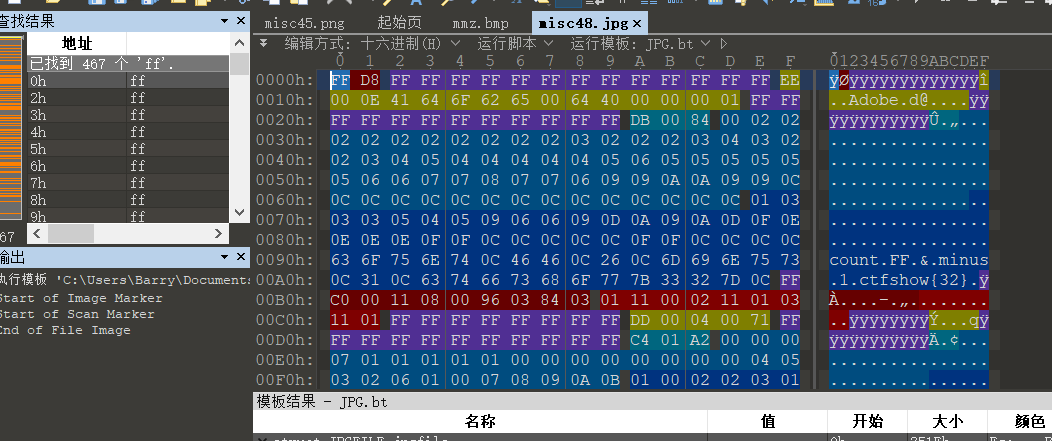 查找结果
地址
已找到 467 个 'ff'.
0h ff
2h ff
3h ff
4h ff
5h ff
6h ff
7h ff
8h ff
9h ff
67
输出
执行模板 'C:\Users\Barry\Documents
Start of Image Marker
Start of Scan Marker
End of File Image
misc45.png 起始页 mmz.bmp misc48.jpg ×
编辑方式: 十六进制(H) 运行脚本 运行模板: JPG.bt
0 1 2 3 4 5 6 7 8 9 A B C D E F 0123456789ABCDEF
0000h: FF D8 FF FF FF FF FF FF FF FF FF FF FF FF FF EE ÿØÿÿÿÿÿÿÿÿÿÿÿÿÿî
0010h: 00 0E 41 64 6F 62 65 00 64 40 00 00 00 01 FF FF ..Adobe.d@....ÿÿ
0020h: FF FF FF FF FF FF FF FF FF FF DB 00 84 00 02 02 ÿÿÿÿÿÿÿÿÿÿÛ.„...
0030h: 02 02 02 02 02 02 02 03 02 02 02 03 04 03 02 ................
0040h: 02 03 04 05 04 04 04 04 05 06 05 05 05 05 ................
0050h: 05 06 06 07 07 08 07 07 06 09 09 0A 0A 09 09 0C ................
0060h: 0C 0C 0C 0C 0C 0C 0C 0C 0C 0C 0C 0C 0C 01 03 ................
0070h: 03 03 05 04 05 09 06 06 09 0D 0A 09 0A 0D 0F 0E ................
0080h: 0E 0E 0E 0F 0F 0C 0C 0C 0C 0C 0F 0F 0C 0C 0C 0C ................
0090h: 63 6F 75 6E 74 0C 46 46 0C 26 0C 6D 69 6E 75 73 count.FF.&.minus
00A0h: 0C 31 0C 63 74 66 73 68 6F 77 7B 33 32 7D 0C FF .1.ctfshow{32}.ÿ
00B0h: C0 00 11 08 00 96 03 84 03 01 11 00 02 11 01 03 À....–.„........
00C0h: 11 01 FF FF FF FF FF FF FF FF DD 00 04 00 71 FF ..ÿÿÿÿÿÿÿÿÝ...qÿ
00D0h: FF FF FF FF FF FF FF FF FF FF C4 01 A2 00 00 00 ÿÿÿÿÿÿÿÿÿÿÄ.¢...
00E0h: 07 01 01 01 01 01 00 00 00 00 00 00 00 00 04 05 ................
00F0h: 03 02 06 01 00 07 08 09 0A 0B 01 00 02 02 03 01 ................
模板结果 - JPG.bt
名称 值 开始 大小 颜色